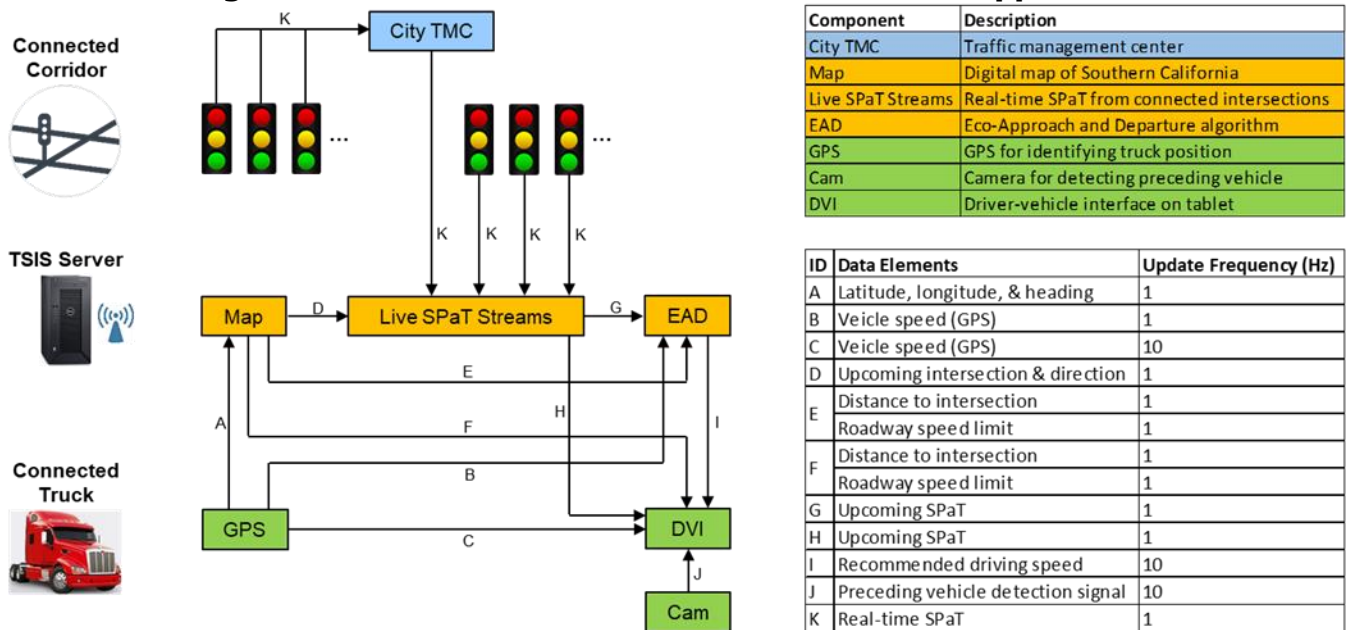 Connected
Corridor
TSIS Server
Connected
Truck
K
City TMC
...
...
K
K
K
K
Map
D
Live SPaT Streams
G
EAD
E
A
H
F
I
B
GPS
C
DVI
J
Cam
Component Description
City TMC Traffic management center
Map Digital map of Southern California
Live SPaT Streams Real-time SPaT from connected intersections
EAD Eco-Approach and Departure algorithm
GPS GPS for identifying truck position
Cam Camera for detecting preceding vehicle
DVI Driver-vehicle interface on tablet
ID Data Elements Update Frequency (Hz)
A Latitude, longitude, & heading 1
B Veicle speed (GPS) 1
C Veicle speed (GPS) 10
D Upcoming intersection & direction 1
E Distance to intersection 1
Roadway speed limit 1
F Distance to intersection 1
Roadway speed limit 1
G Upcoming SPaT 1
H Upcoming SPaT 1
I Recommended driving speed 10
J Preceding vehicle detection signal 10
K Real-time SPaT 1